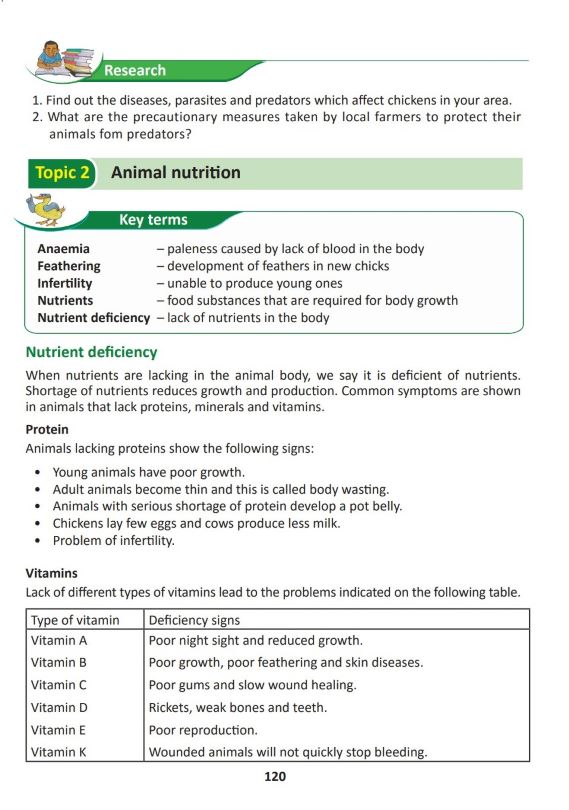 Research
1. Find out the diseases, parasites and predators which affect chickens in your area.
2. What are the precautionary measures taken by local farmers to protect their
animals fom predators?
Topic 2 Animal nutrition
Key terms
Anaemia – paleness caused by lack of blood in the body
Feathering – development of feathers in new chicks
Infertility – unable to produce young ones
Nutrients – food substances that are required for body growth
Nutrient deficiency – lack of nutrients in the body
Nutrient deficiency
When nutrients are lacking in the animal body, we say it is deficient of nutrients.
Shortage of nutrients reduces growth and production. Common symptoms are shown
in animals that lack proteins, minerals and vitamins.
Protein
Animals lacking proteins show the following signs:
• Young animals have poor growth.
• Adult animals become thin and this is called body wasting.
• Animals with serious shortage of protein develop a pot belly.
• Chickens lay few eggs and cows produce less milk.
• Problem of infertility.
Vitamins
Lack of different types of vitamins lead to the problems indicated on the following table.
Type of vitamin Deficiency signs
Vitamin A Poor night sight and reduced growth.
Vitamin B Poor growth, poor feathering and skin diseases.
Vitamin C Poor gums and slow wound healing.
Vitamin D Rickets, weak bones and teeth.
Vitamin E Poor reproduction.
Vitamin K Wounded animals will not quickly stop bleeding.
120